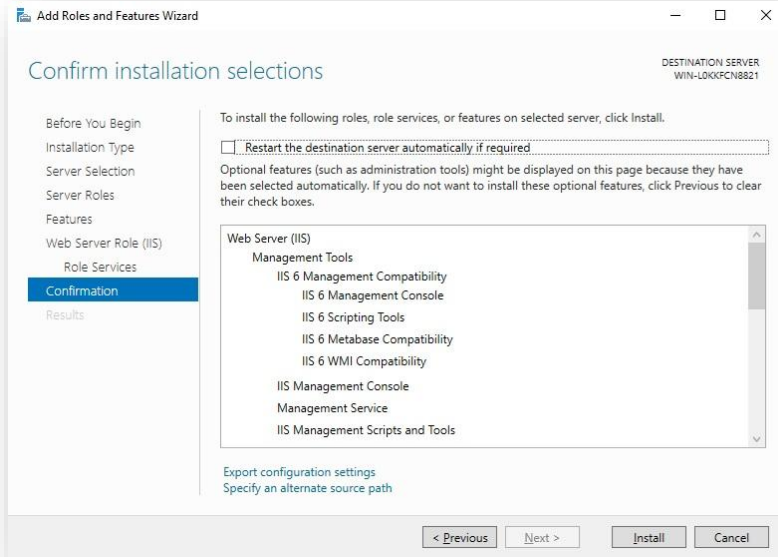 Add Roles and Features Wizard
Confirm installation selections
DESTINATION SERVER
WIN-L0KKFCN8821
Before You Begin
Installation Type
Server Selection
Server Roles
Features
Web Server Role (IIS)
Role Services
Confirmation
Results
To install the following roles, role services, or features on selected server, click Install.
Restart the destination server automatically if required
Optional features (such as administration tools) might be displayed on this page because they have
been selected automatically. If you do not want to install these optional features, click Previous to clear
their check boxes.
Web Server (IIS)
Management Tools
IIS 6 Management Compatibility
IIS 6 Management Console
IIS 6 Scripting Tools
IIS 6 Metabase Compatibility
IIS 6 WMI Compatibility
IIS Management Console
Management Service
IIS Management Scripts and Tools
Export configuration settings
Specify an alternate source path
< Previous
Next >
Install
Cancel